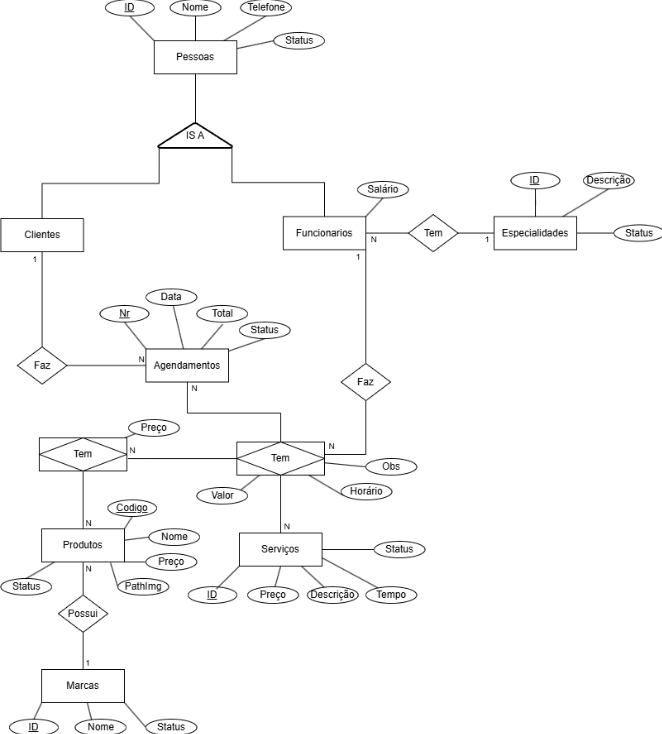 ID
Nome
Telefone
Status
Pessoas
IS A
Clientes
1
Salário
Funcionarios
N
1
Tem
1
ID
Descrição
Especialidades
Status
Data
Nr
Total
Status
Agendamentos
N
N
Faz
Faz
Preço
Tem
N
Tem
N
Obs
Valor
Horário
N
Codigo
Produtos
Nome
Preço
Status
PathImg
N
N
Serviços
Status
ID
Preço
Descrição
Tempo
Possui
1
Marcas
ID
Nome
Status